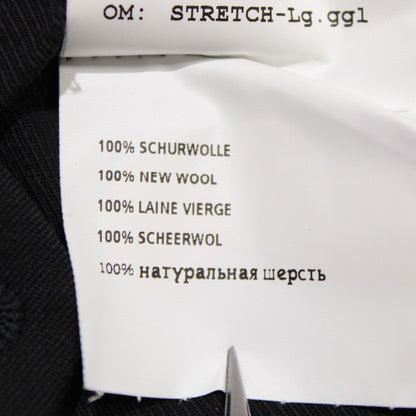 OM: STRETCH-Lg.ggl
100% SCHURWOLLE
100% NEW WOOL
100% LAINE VIERGE
100% SCHEERWOL
100% натуральная шерсть